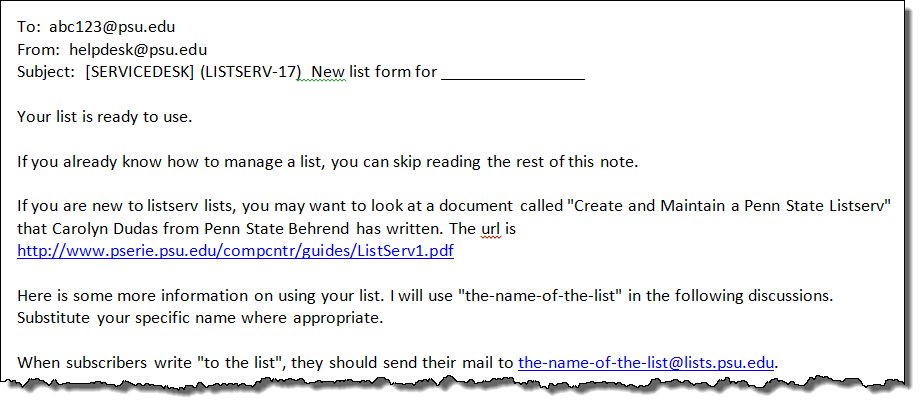 To:  abc123@psu.edu
From:  helpdesk@psu.edu
Subject:  [SERVICEDESK] (LISTSERV-17)  New list form for ________________
Your list is ready to use.
If you already know how to manage a list, you can skip reading the rest of this note.
If you are new to listserv lists, you may want to look at a document called "Create and Maintain a Penn State Listserv"
that Carolyn Dudas from Penn State Behrend has written. The url is
http://www.pserie.psu.edu/compcntr/guides/ListServ1.pdf
Here is some more information on using your list. I will use "the-name-of-the-list" in the following discussions.
Substitute your specific name where appropriate.
When subscribers write "to the list", they should send their mail to the-name-of-the-list@lists.psu.edu.